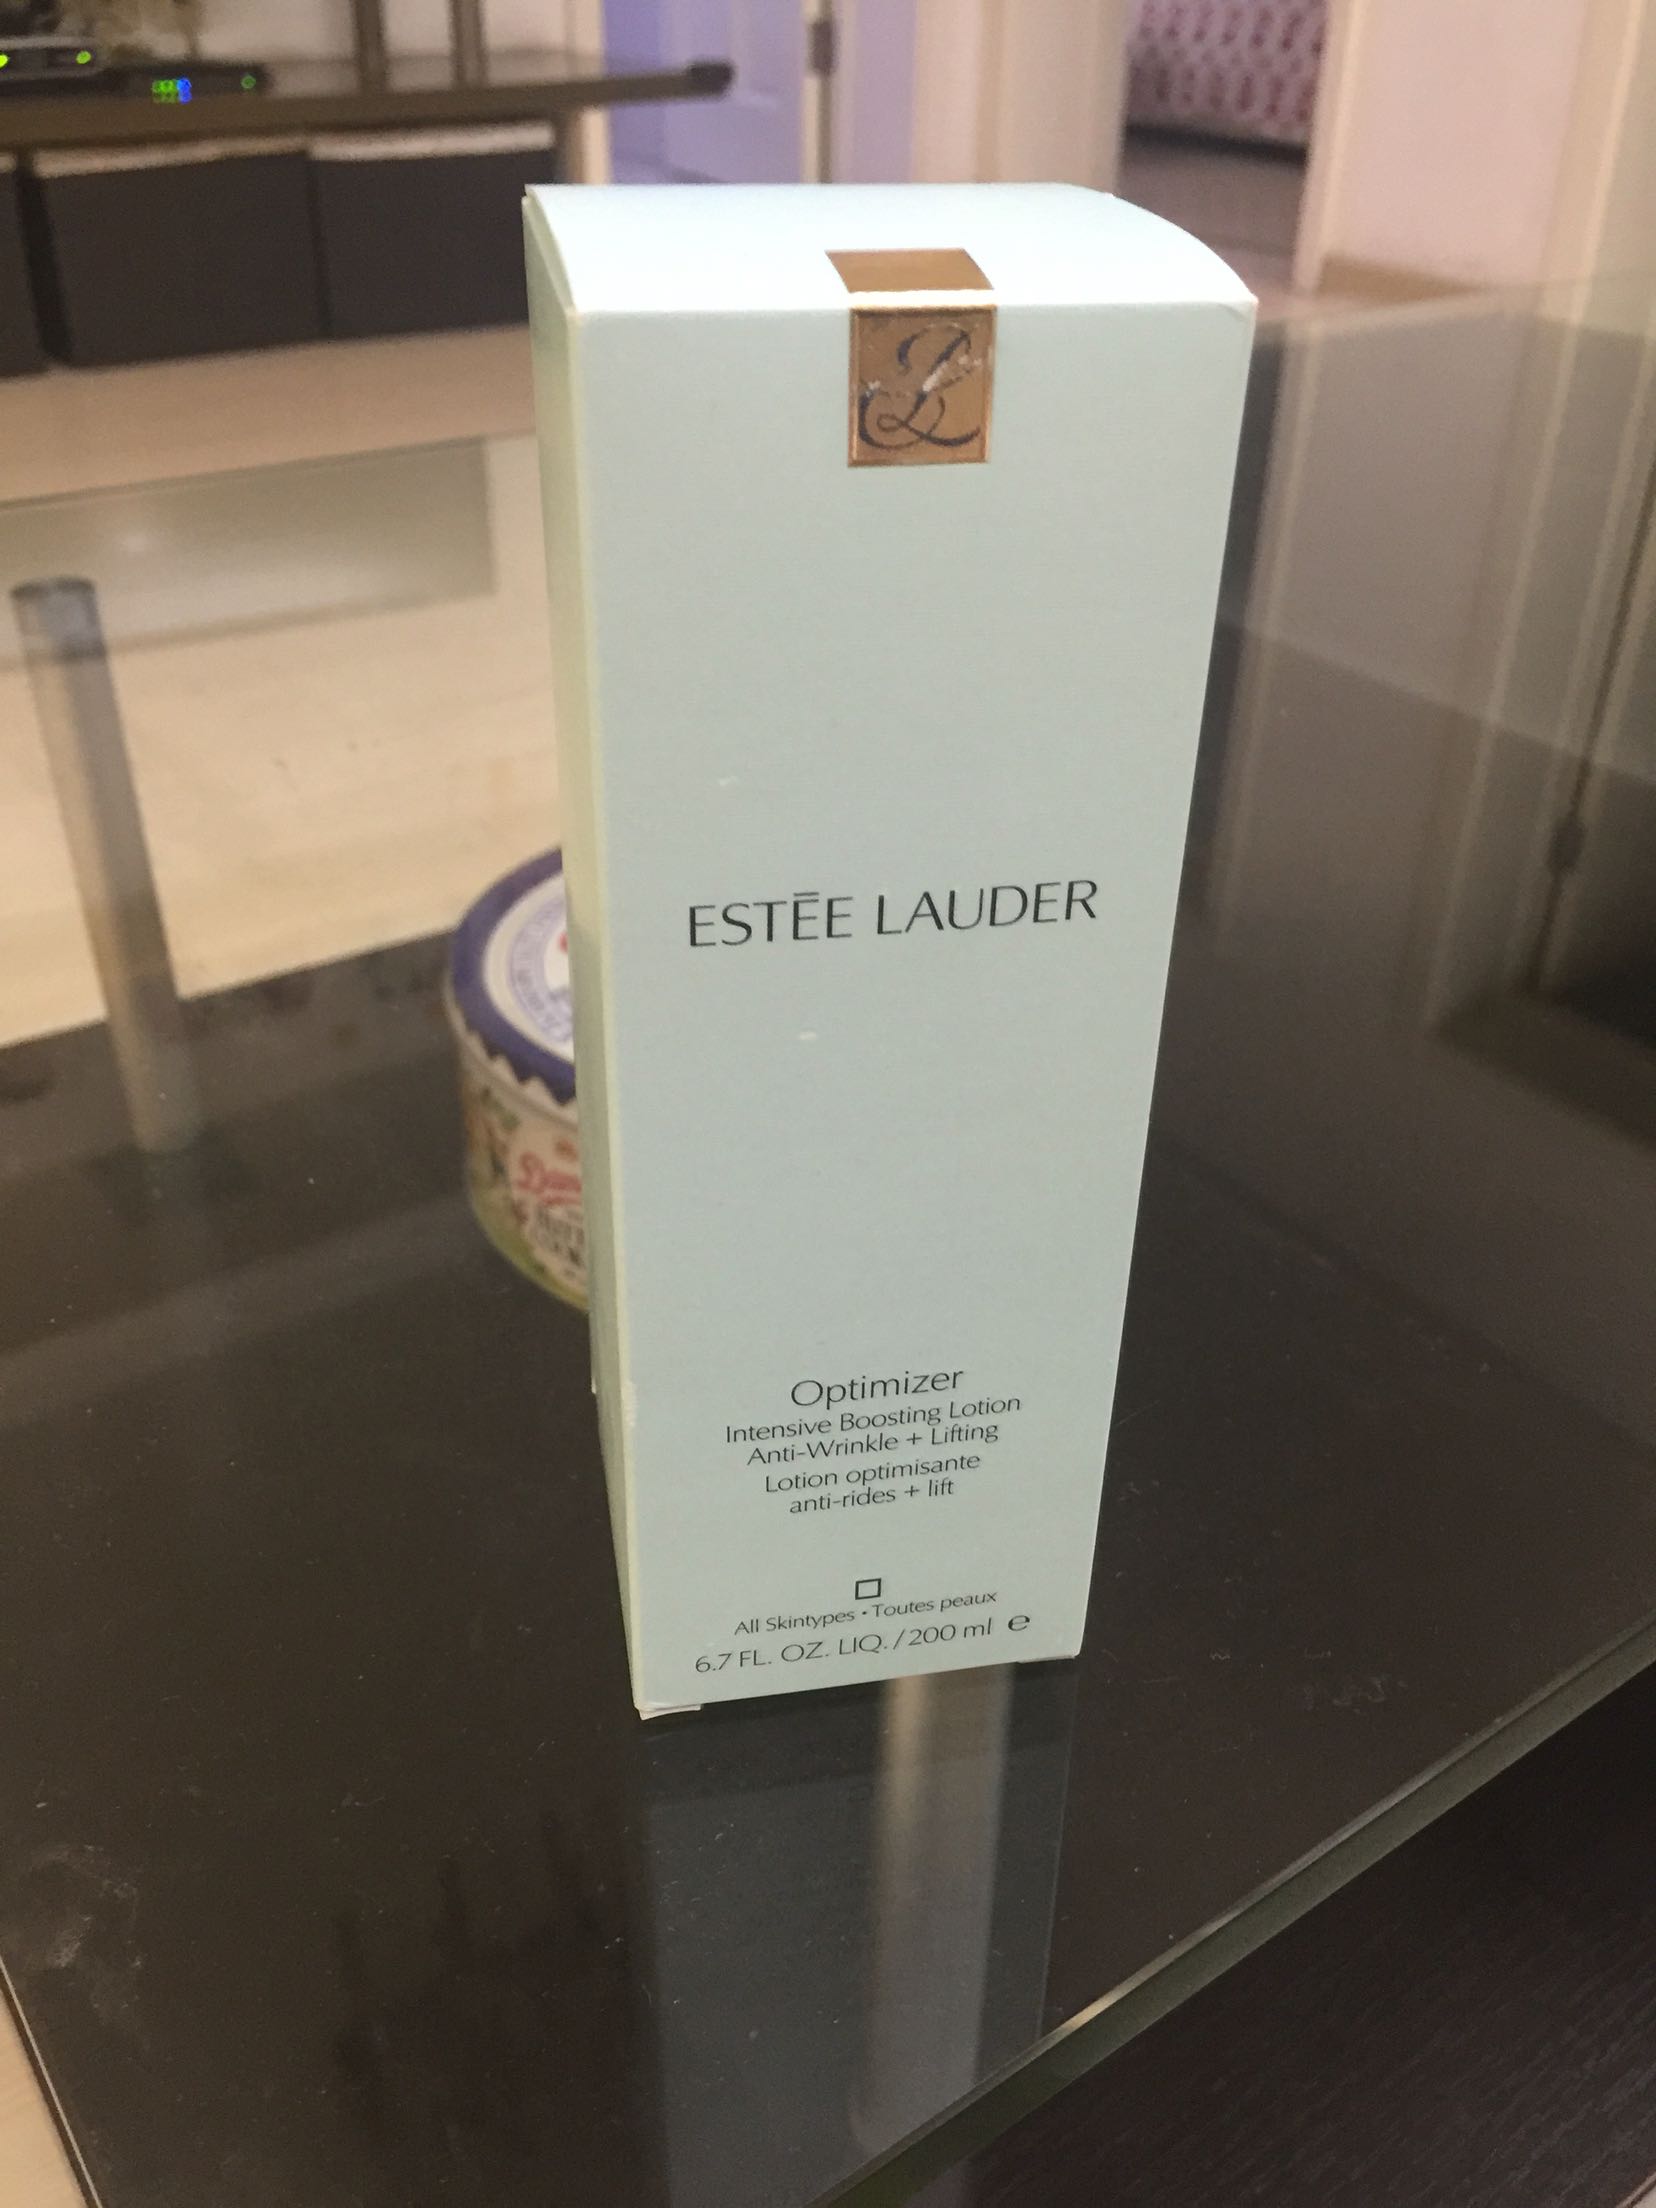 ESTĒE LAUDER
Optimizer
Intensive Boosting Lotion
Anti-Wrinkle + Lifting
Lotion optimisante
anti-rides + lift
All Skintypes • Toutes peaux
6.7 FL. OZ. LIQ. / 200 ml ℮